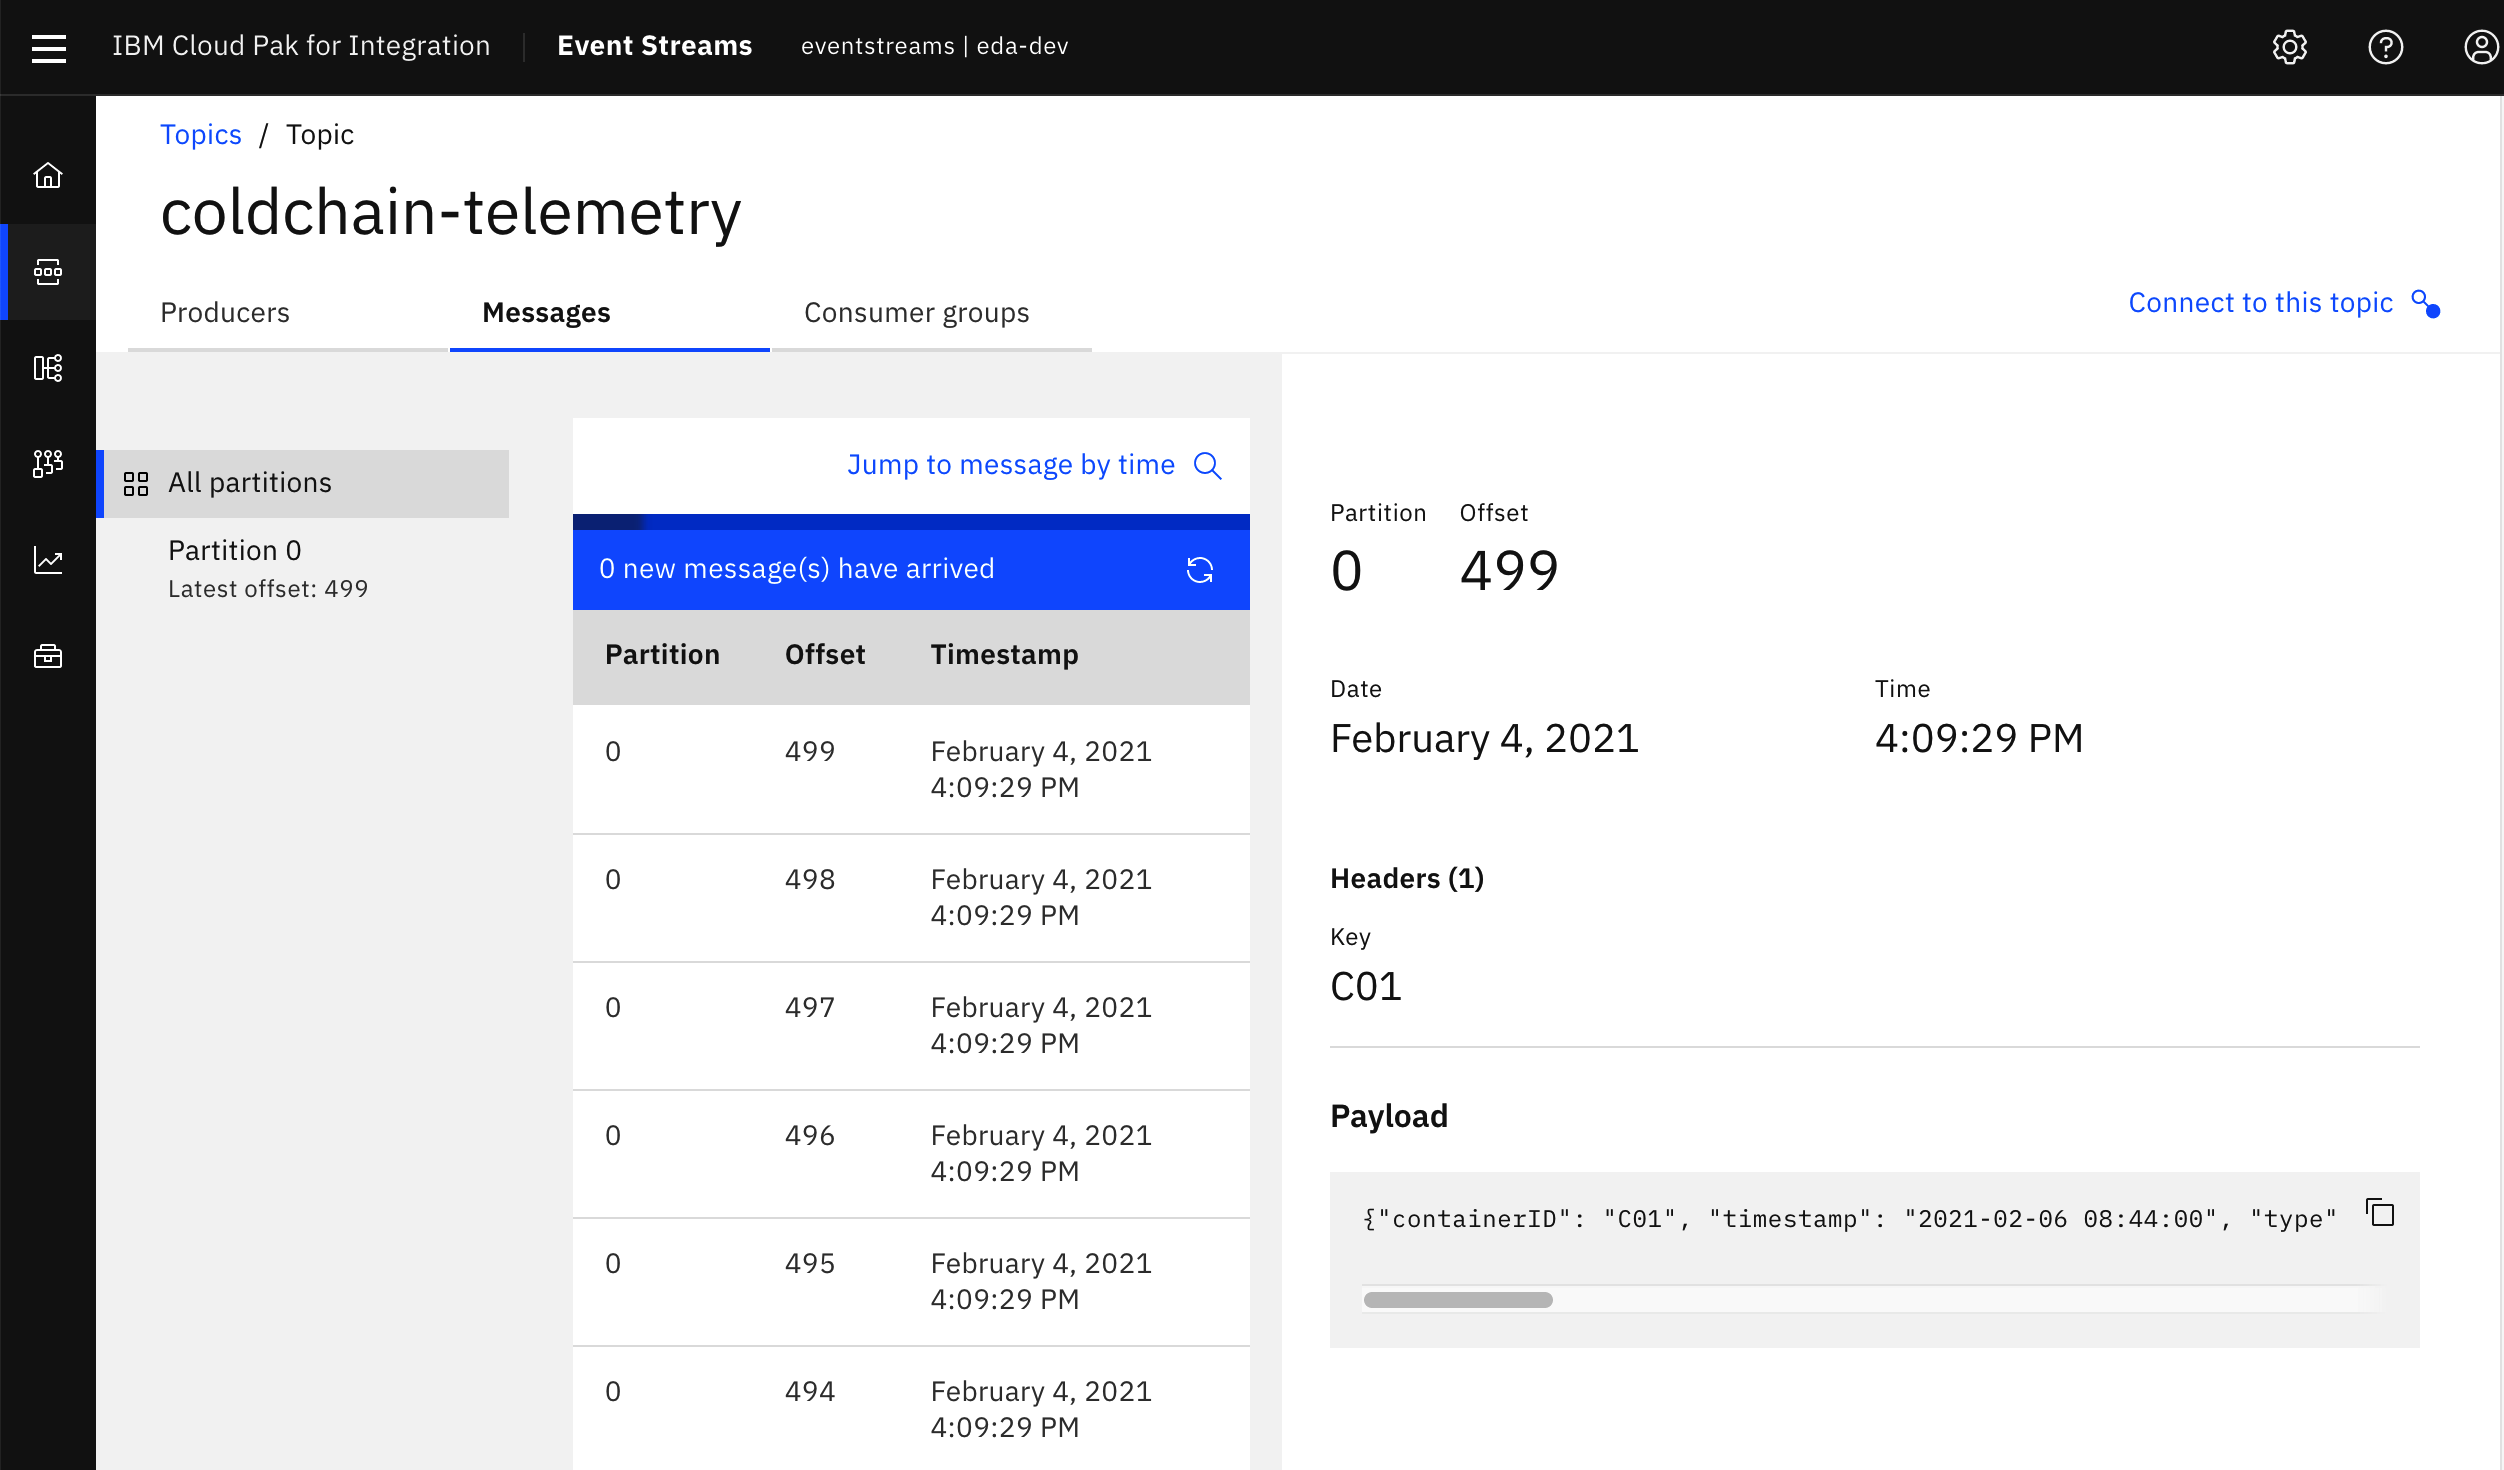 IBM Cloud Pak for Integration Event Streams eventstreams | eda-dev
Topics / Topic
coldchain-telemetry
Producers Messages Consumer groups
Connect to this topic
All partitions
Partition 0
Latest offset: 499
Jump to message by time
0 new message(s) have arrived
Partition Offset Timestamp
0 499 February 4, 2021
4:09:29 PM
0 498 February 4, 2021
4:09:29 PM
0 497 February 4, 2021
4:09:29 PM
0 496 February 4, 2021
4:09:29 PM
0 495 February 4, 2021
4:09:29 PM
0 494 February 4, 2021
4:09:29 PM
Partition Offset
0 499
Date Time
February 4, 2021 4:09:29 PM
Headers (1)
Key
C01
Payload
{"containerID": "C01", "timestamp": "2021-02-06 08:44:00", "type"